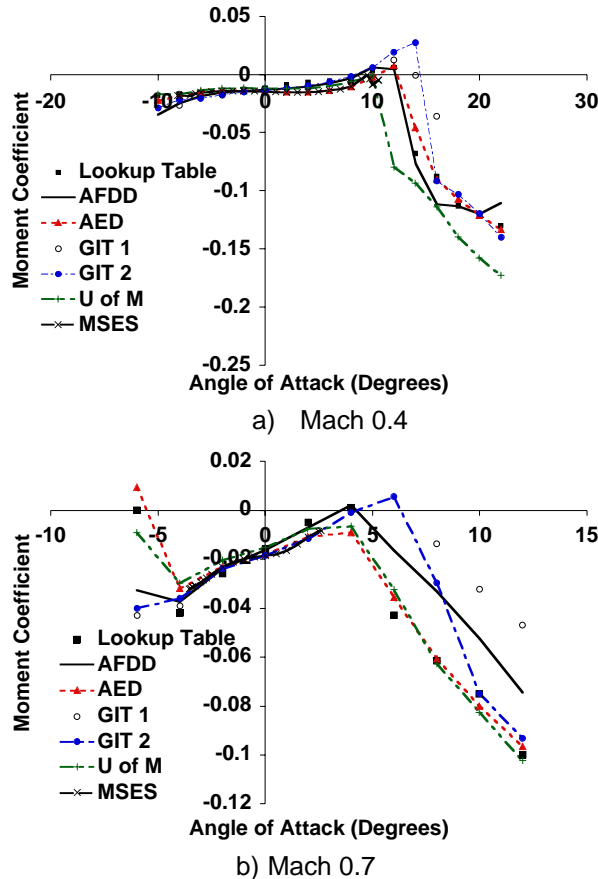 0.05
0
-20 -10 0 10 20 30
-0.05
-0.1
-0.15
-0.2
-0.25
Moment Coefficient
Lookup Table
AFDD
AED
GIT 1
GIT 2
U of M
MSES
Angle of Attack (Degrees)
a) Mach 0.4
0.02
0
-10 -5 0 5 10 15
-0.02
-0.04
-0.06
-0.08
-0.1
-0.12
Moment Coefficient
Lookup Table
AFDD
AED
GIT 1
GIT 2
U of M
MSES
Angle of Attack (Degrees)
b) Mach 0.7